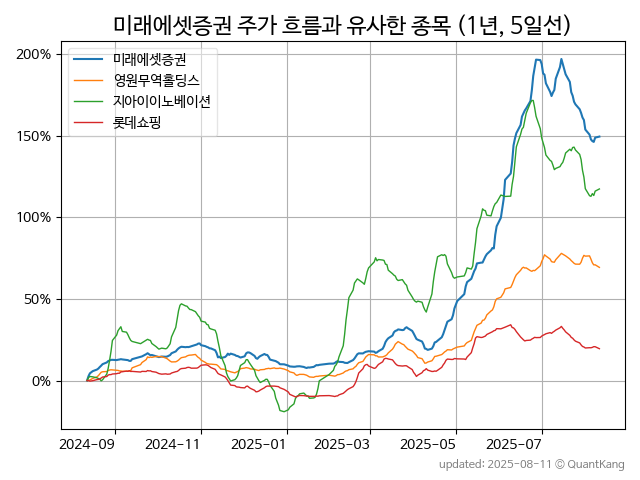 미래에셋증권 주가 흐름과 유사한 종목 (1년, 5일선)
미래에셋증권
영원무역홀딩스
지아이이노베이션
롯데쇼핑
200%
150%
100%
50%
0%
2024-09 2024-11 2025-01 2025-03 2025-05 2025-07
updated: 2025-08-11 © QuantKang